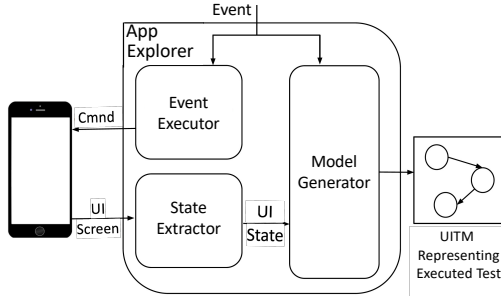 Event
App
Explorer
Event
Executor
Cmnd
Model
Generator
UI
Screen
State
Extractor
UI
State
UITM
Representing
Executed Test